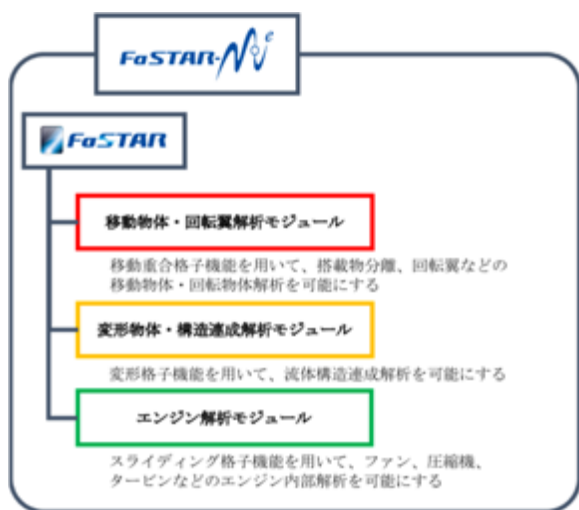 FaSTAR-Move
FaSTAR
移動物体・回転翼解析モジュール
移動重合格子機能を用いて、搭載物分離、回転翼などの
移動物体・回転物体解析を可能にする
変形物体・構造連成解析モジュール
変形格子機能を用いて、流体構造連成解析を可能にする
エンジン解析モジュール
スライディング格子機能を用いて、ファン、圧縮機、
タービンなどのエンジン内部解析を可能にする